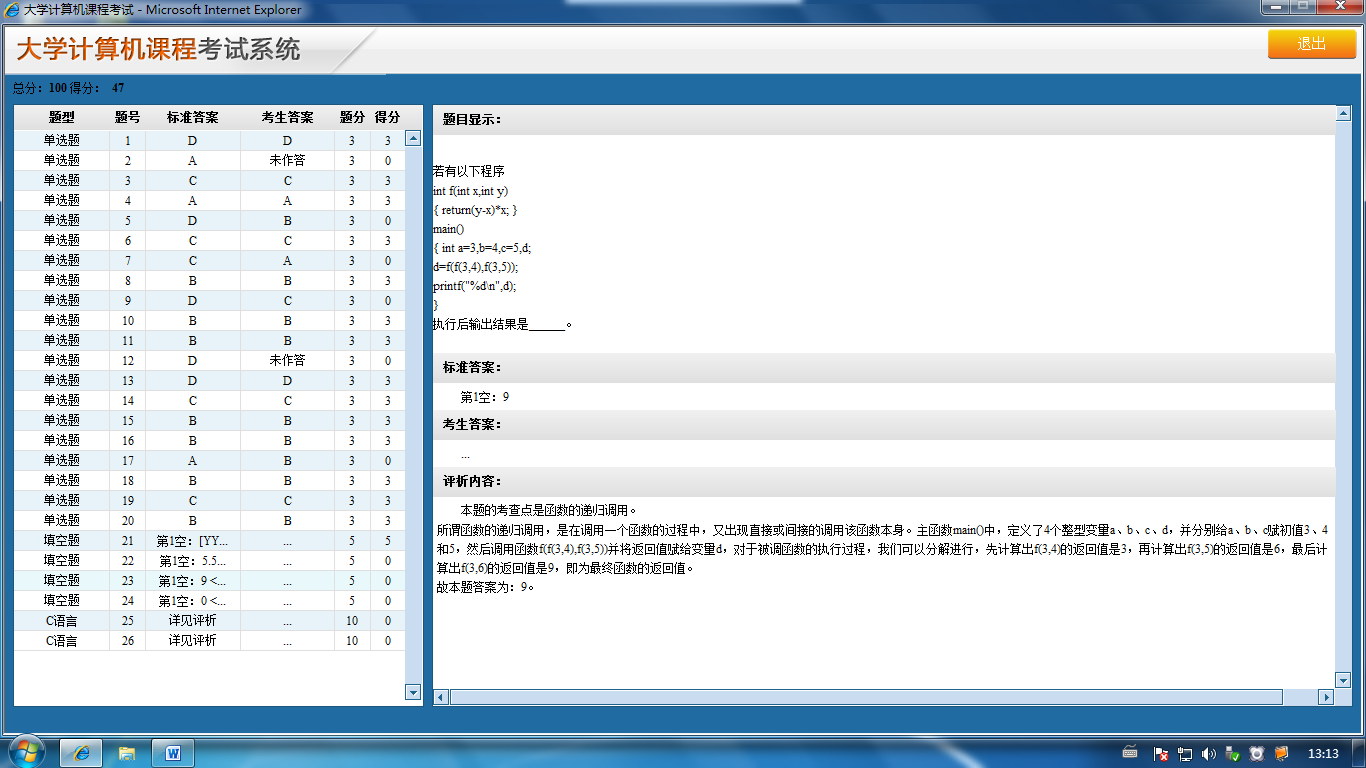 大学计算机课程考试 - Microsoft Internet Explorer
大学计算机课程考试系统
退出
总分：100 得分： 47
题型 题号 标准答案 考生答案 题分 得分
单选题 1 D D 3 3
单选题 2 A 未作答 3 0
单选题 3 C C 3 3
单选题 4 A A 3 3
单选题 5 D B 3 0
单选题 6 C C 3 3
单选题 7 C A 3 0
单选题 8 B B 3 3
单选题 9 D C 3 0
单选题 10 B B 3 3
单选题 11 B B 3 3
单选题 12 D 未作答 3 0
单选题 13 D D 3 3
单选题 14 C C 3 3
单选题 15 B B 3 3
单选题 16 B B 3 3
单选题 17 A B 3 0
单选题 18 B B 3 3
单选题 19 C C 3 3
单选题 20 B B 3 3
填空题 21 第1空：[YY... ... 5 5
填空题 22 第1空：5.5... ... 5 0
填空题 23 第1空：9 <... ... 5 0
填空题 24 第1空：0 <... ... 5 0
C语言 25 详见评析 ... 10 0
C语言 26 详见评析 ... 10 0
题目显示：
若有以下程序
int f(int x,int y)
{ return(y-x)*x; }
main()
{ int a=3,b=4,c=5,d;
d=f(f(3,4),f(3,5));
printf("%d\n",d);
}
执行后输出结果是______。
标准答案：
第1空：9
考生答案：
...
评析内容：
本题的考查点是函数的递归调用。
所谓函数的递归调用，是在调用一个函数的过程中，又出现直接或间接的调用该函数本身。主函数main()中，定义了4个整型变量a、b、c、d，并分别给a、b、c赋初值3、4
和5，然后调用函数f(f(3,4),f(3,5))并将返回值赋给变量d，对于被调函数的执行过程，我们可以分解进行，先计算出f(3,4)的返回值是3，再计算出f(3,5)的返回值是6，最后计
算出f(3,6)的返回值是9，即为最终函数的返回值。
故本题答案为：9。
13:13